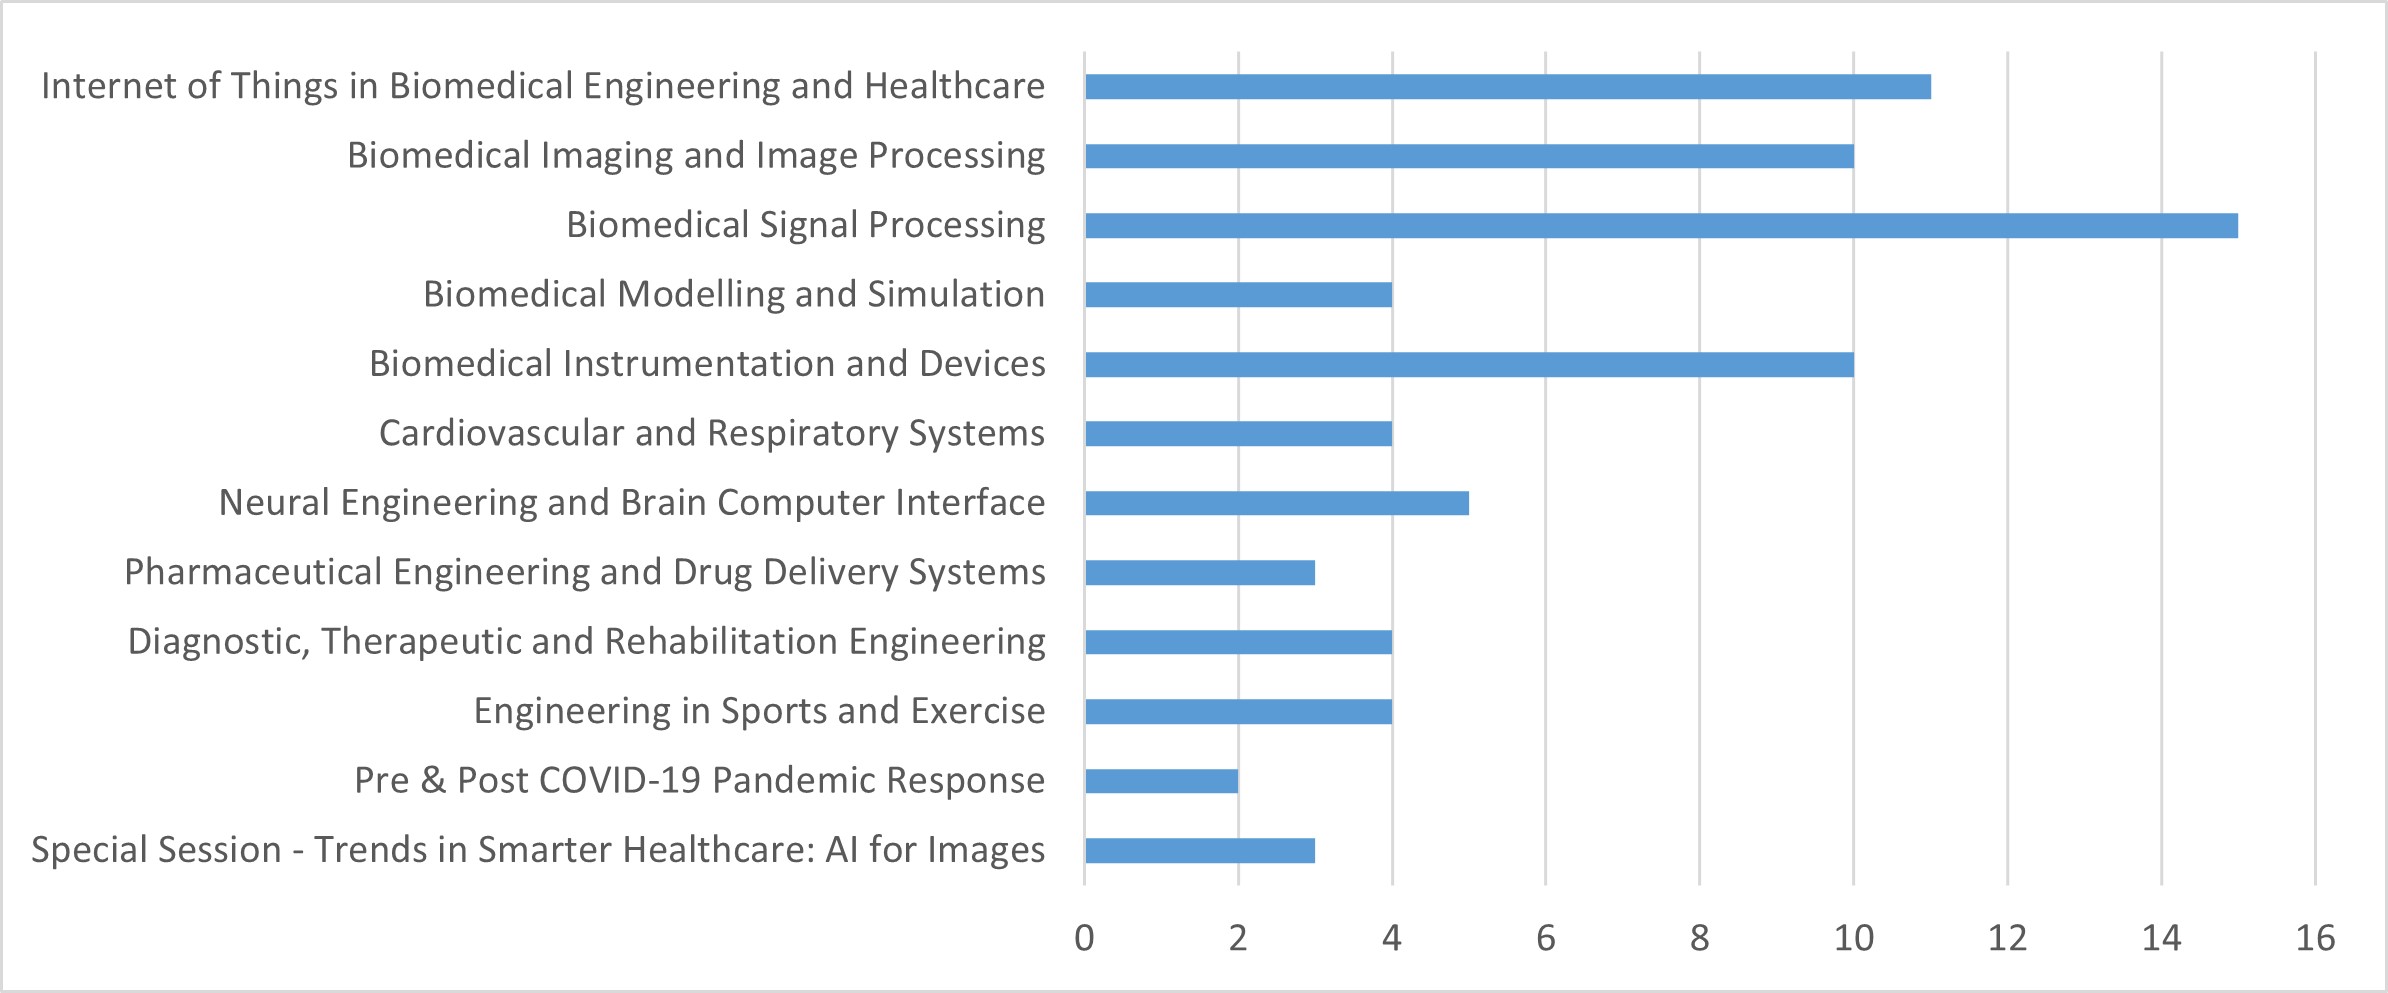 Internet of Things in Biomedical Engineering and Healthcare
Biomedical Imaging and Image Processing
Biomedical Signal Processing
Biomedical Modelling and Simulation
Biomedical Instrumentation and Devices
Cardiovascular and Respiratory Systems
Neural Engineering and Brain Computer Interface
Pharmaceutical Engineering and Drug Delivery Systems
Diagnostic, Therapeutic and Rehabilitation Engineering
Engineering in Sports and Exercise
Pre & Post COVID-19 Pandemic Response
Special Session - Trends in Smarter Healthcare: AI for Images
0 2 4 6 8 10 12 14 16